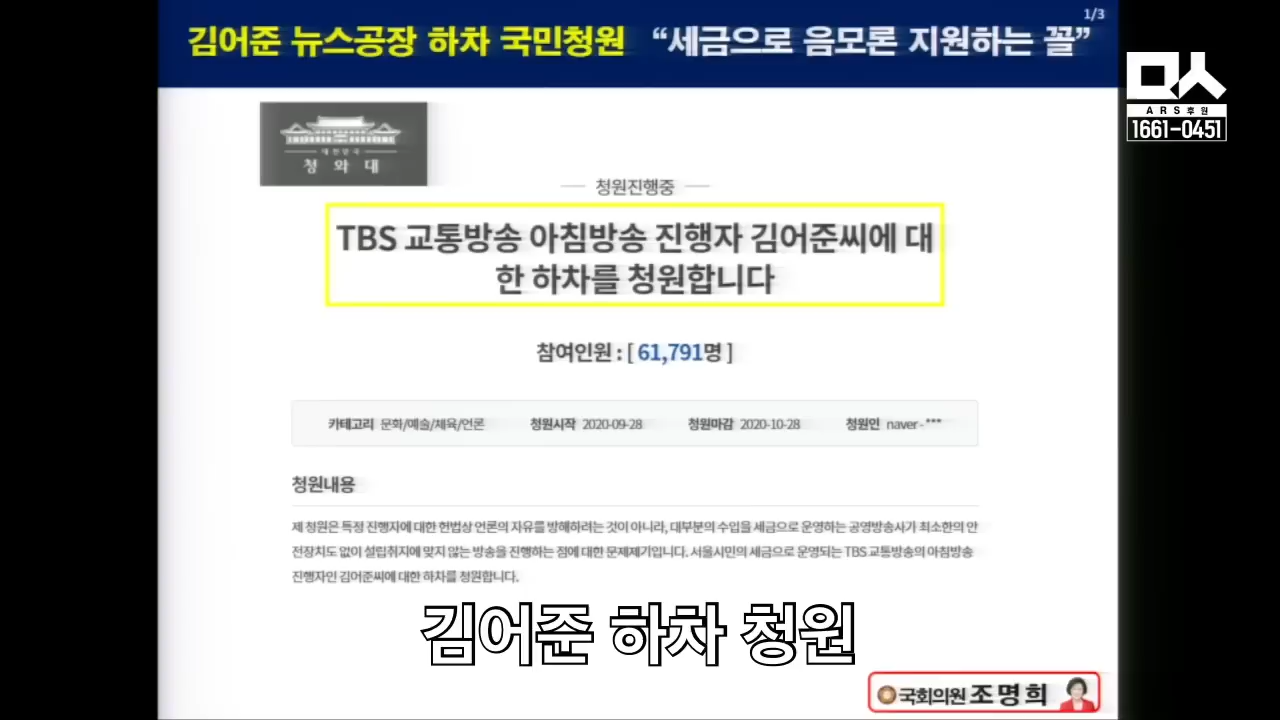 1/3
김어준 뉴스공장 하차 국민청원 “세금으로 음모론 지원하는 꼴”
ARS후원
1661-0451
대한민국
청와대
청원진행중
TBS 교통방송 아침방송 진행자 김어준씨에 대
한 하차를 청원합니다
참여인원 : [ 61,791명 ]
카테고리 문화/예술/체육/언론 청원시작 2020-09-28 청원마감 2020-10-28 청원인 naver - ***
청원내용
제 청원은 특정 진행자에 대한 헌법상 언론의 자유를 방해하려는 것이 아니라, 대부분의 수입을 세금으로 운영하는 공영방송사가 최소한의 안
전장치도 없이 설립취지에 맞지 않는 방송을 진행하는 점에 대한 문제제기입니다. 서울시민의 세금으로 운영되는 TBS 교통방송의 아침방송
진행자인 김어준씨에 대한 하차를 청원합니다.
김어준 하차 청원
국회의원 조명희